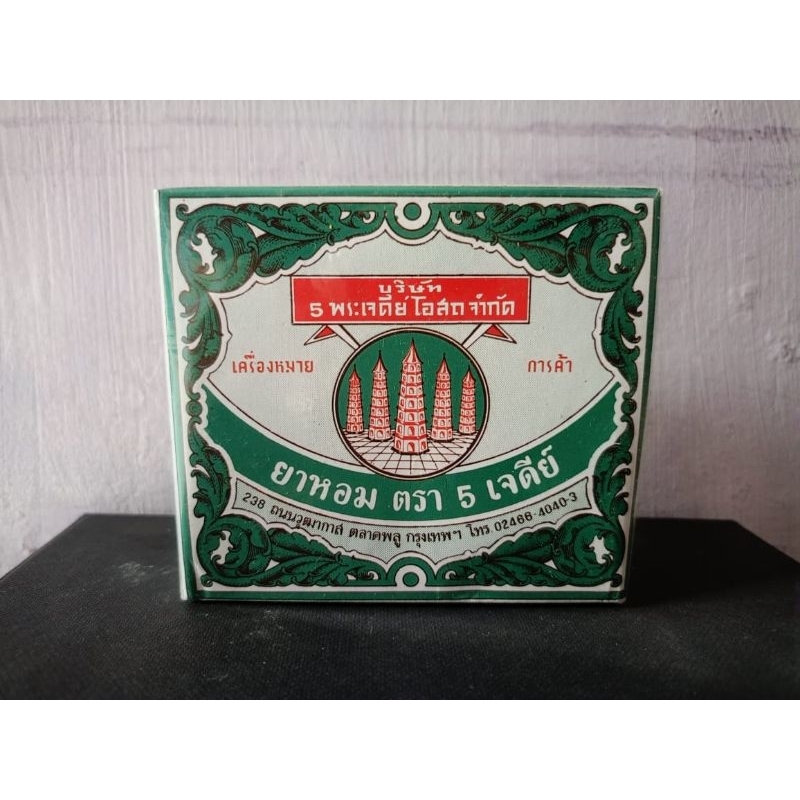 บริษัท
5 พระเจดีย์โอสถ จำกัด
เครื่องหมาย การค้า
ยาหอม ตรา 5 เจดีย์
238 ถนนวุฒากาศ ตลาดพลู กรุงเทพฯ โทร 02466-4040-3